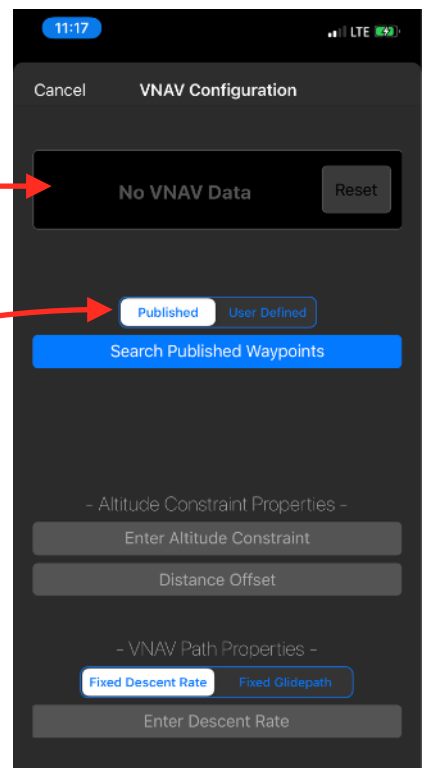 11:17 LTE
Cancel VNAV Configuration
No VNAV Data Reset
Published User Defined
Search Published Waypoints
- Altitude Constraint Properties -
Enter Altitude Constraint
Distance Offset
- VNAV Path Properties -
Fixed Descent Rate Fixed Glidepath
Enter Descent Rate